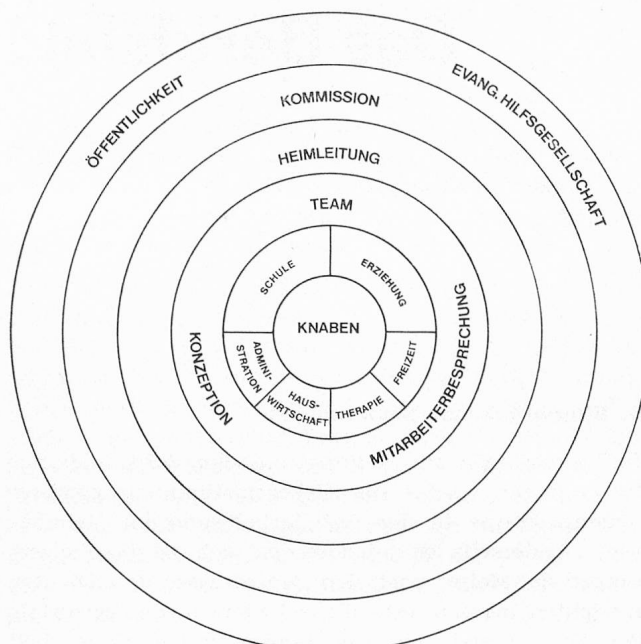 ÖFFENTLICHKEIT
EVANG. HILFSGESELLSCHAFT
KOMMISSION
HEIMLEITUNG
TEAM
SCHULE
ERZIEHUNG
KNABEN
KONZEPTION
MITARBEITERBESPRECHUNG
ADMINI-
STRATION
HAUS-
WIRTSCHAFT
THERAPIE
FREIZEIT